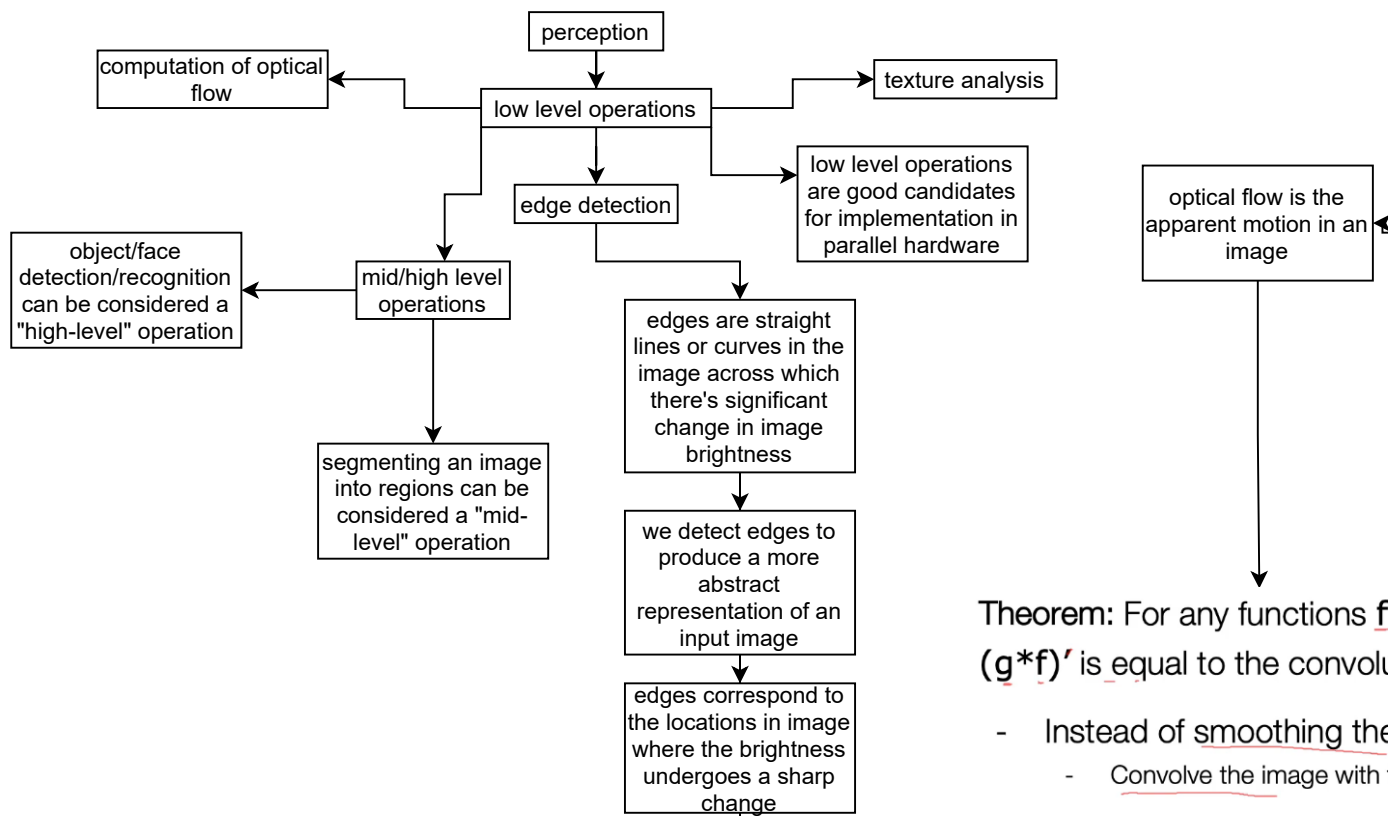 perception
computation of optical
flow
texture analysis
low level operations
low level operations
are good candidates
for implementation in
parallel hardware
edge detection
optical flow is the
apparent motion in an
image
object/face
detection/recognition
can be considered a
"high-level" operation
mid/high level
operations
edges are straight
lines or curves in the
image across which
there's significant
change in image
brightness
segmenting an image
into regions can be
considered a "mid-
level" operation
we detect edges to
produce a more
abstract
representation of an
input image
edges correspond to
the locations in image
where the brightness
undergoes a sharp
change
Theorem: For any functions f
(g*f)′ is equal to the convolu
- Instead of smoothing the
- Convolve the image with